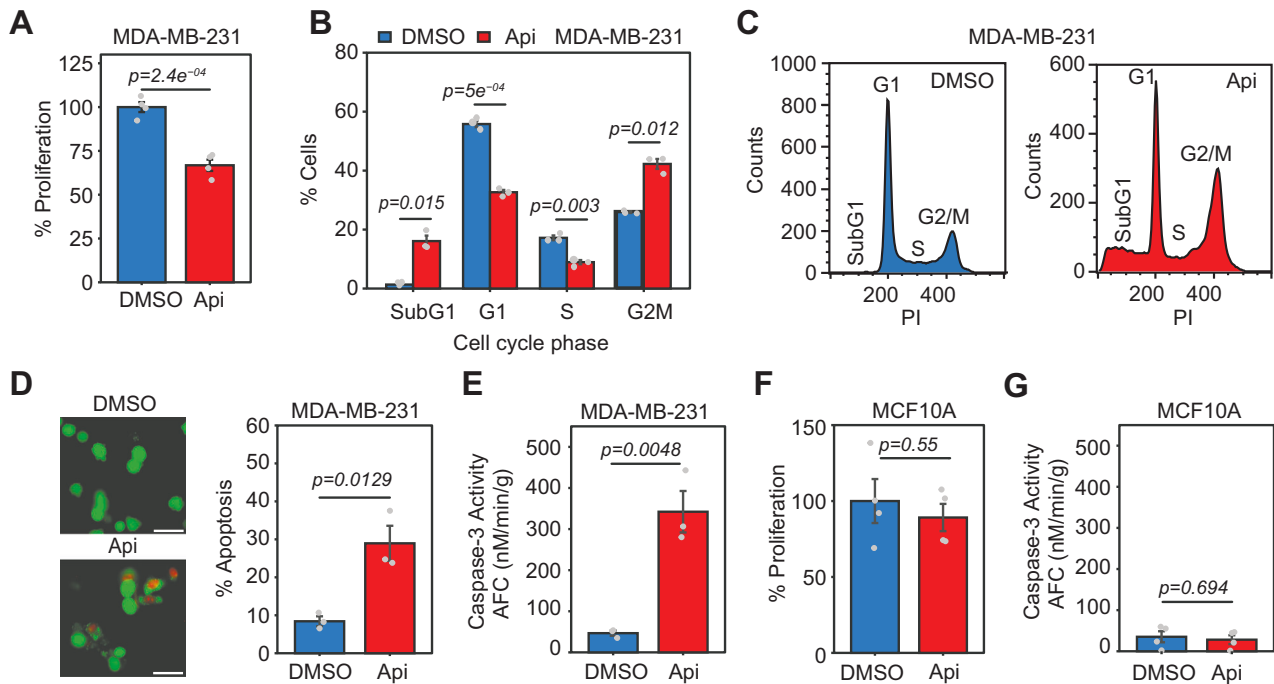 A
MDA-MB-231
% Proliferation
125
100
75
50
25
0
p=2.4e⁻⁰⁴
DMSO Api
B
DMSO Api MDA-MB-231
% Cells
80
60
40
20
0
p=0.015
p=5e⁻⁰⁴
p=0.003
p=0.012
SubG1 G1 S G2M
Cell cycle phase
C
MDA-MB-231
Counts
1000
800
600
400
200
0
G1
DMSO
SubG1
S
G2/M
200 400
PI
Counts
600
400
200
0
G1
Api
SubG1
S
G2/M
200 400
PI
D
DMSO
Api
MDA-MB-231
% Apoptosis
60
50
40
30
20
10
0
p=0.0129
DMSO Api
E
MDA-MB-231
Caspase-3 Activity
AFC (nM/min/g)
500
400
300
200
100
0
p=0.0048
DMSO Api
F
MCF10A
% Proliferation
150
100
50
0
p=0.55
DMSO Api
G
MCF10A
Caspase-3 Activity
AFC (nM/min/g)
500
400
300
200
100
0
p=0.694
DMSO Api